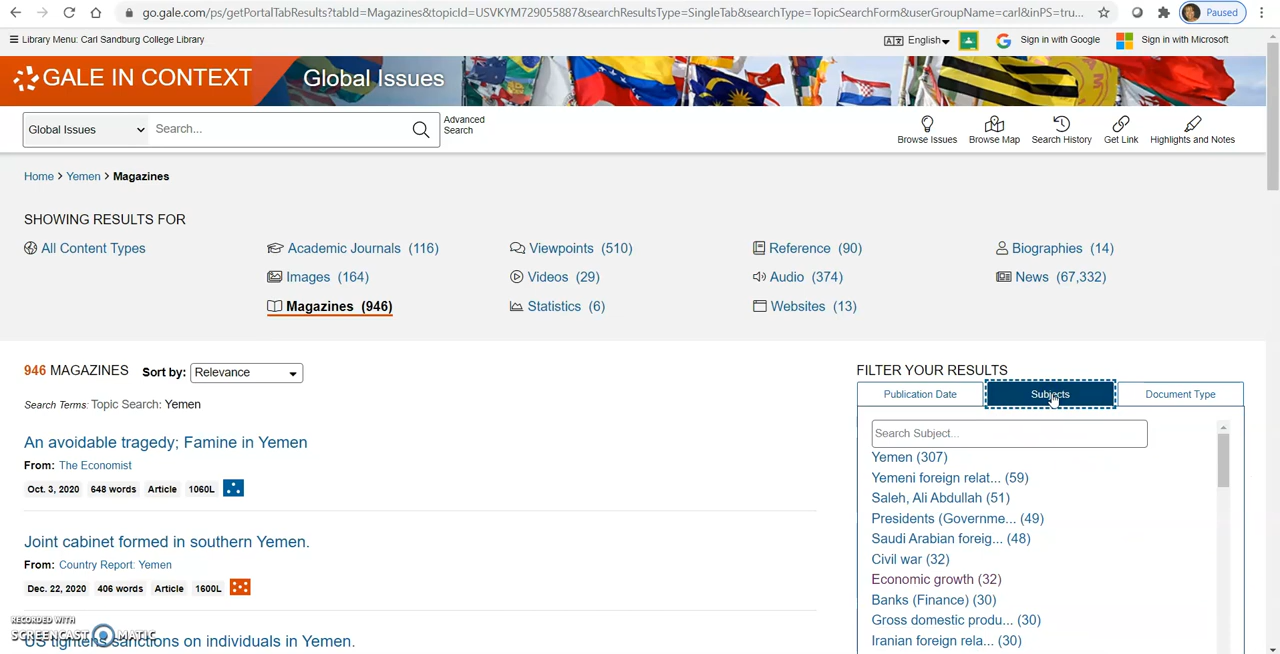 go.gale.com/ps/getPortalTabResults?tabId=Magazines&topicId=USVKYM729055887&searchResultsType=SingleTab&searchType=TopicSearchForm&userGroupName=carl&inPS=tru...
Paused
Library Menu: Carl Sandburg College Library
English
Sign in with Google
Sign in with Microsoft
GALE IN CONTEXT
Global Issues
Global Issues
Search...
Advanced
Search
Browse Issues
Browse Map
Search History
Get Link
Highlights and Notes
Home > Yemen > Magazines
SHOWING RESULTS FOR
All Content Types
Academic Journals (116)
Viewpoints (510)
Reference (90)
Biographies (14)
Images (164)
Videos (29)
Audio (374)
News (67,332)
Magazines (946)
Statistics (6)
Websites (13)
946 MAGAZINES Sort by: Relevance
Search Terms: Topic Search: Yemen
An avoidable tragedy; Famine in Yemen
From: The Economist
Oct. 3, 2020 648 words Article 1060L
Joint cabinet formed in southern Yemen.
From: Country Report: Yemen
Dec. 22, 2020 406 words Article 1600L
US tightens sanctions on individuals in Yemen.
FILTER YOUR RESULTS
Publication Date
Subjects
Document Type
Search Subject...
Yemen (307)
Yemeni foreign relat... (59)
Saleh, Ali Abdullah (51)
Presidents (Governme... (49)
Saudi Arabian foreig... (48)
Civil war (32)
Economic growth (32)
Banks (Finance) (30)
Gross domestic produ... (30)
Iranian foreign rela... (30)
RECORDED WITH
SCREENCAST MATIC